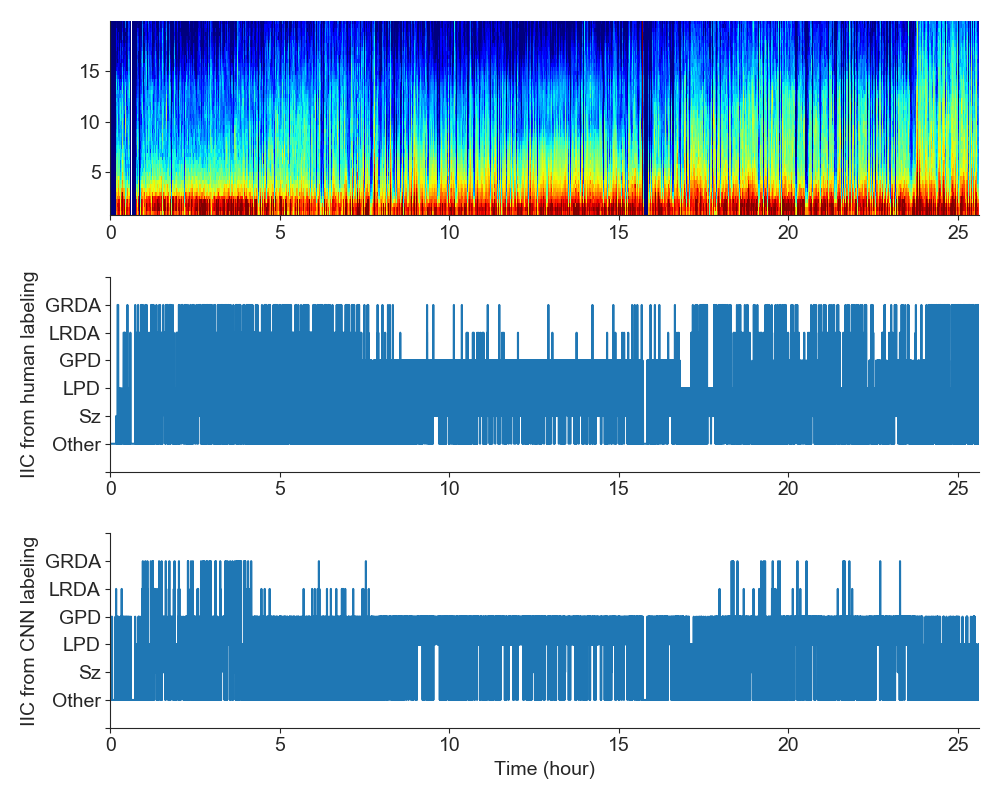 15
10
5
0 5 10 15 20 25
IIC from human labeling
GRDA
LRDA
GPD
LPD
Sz
Other
0 5 10 15 20 25
IIC from CNN labeling
GRDA
LRDA
GPD
LPD
Sz
Other
0 5 10 15 20 25
Time (hour)